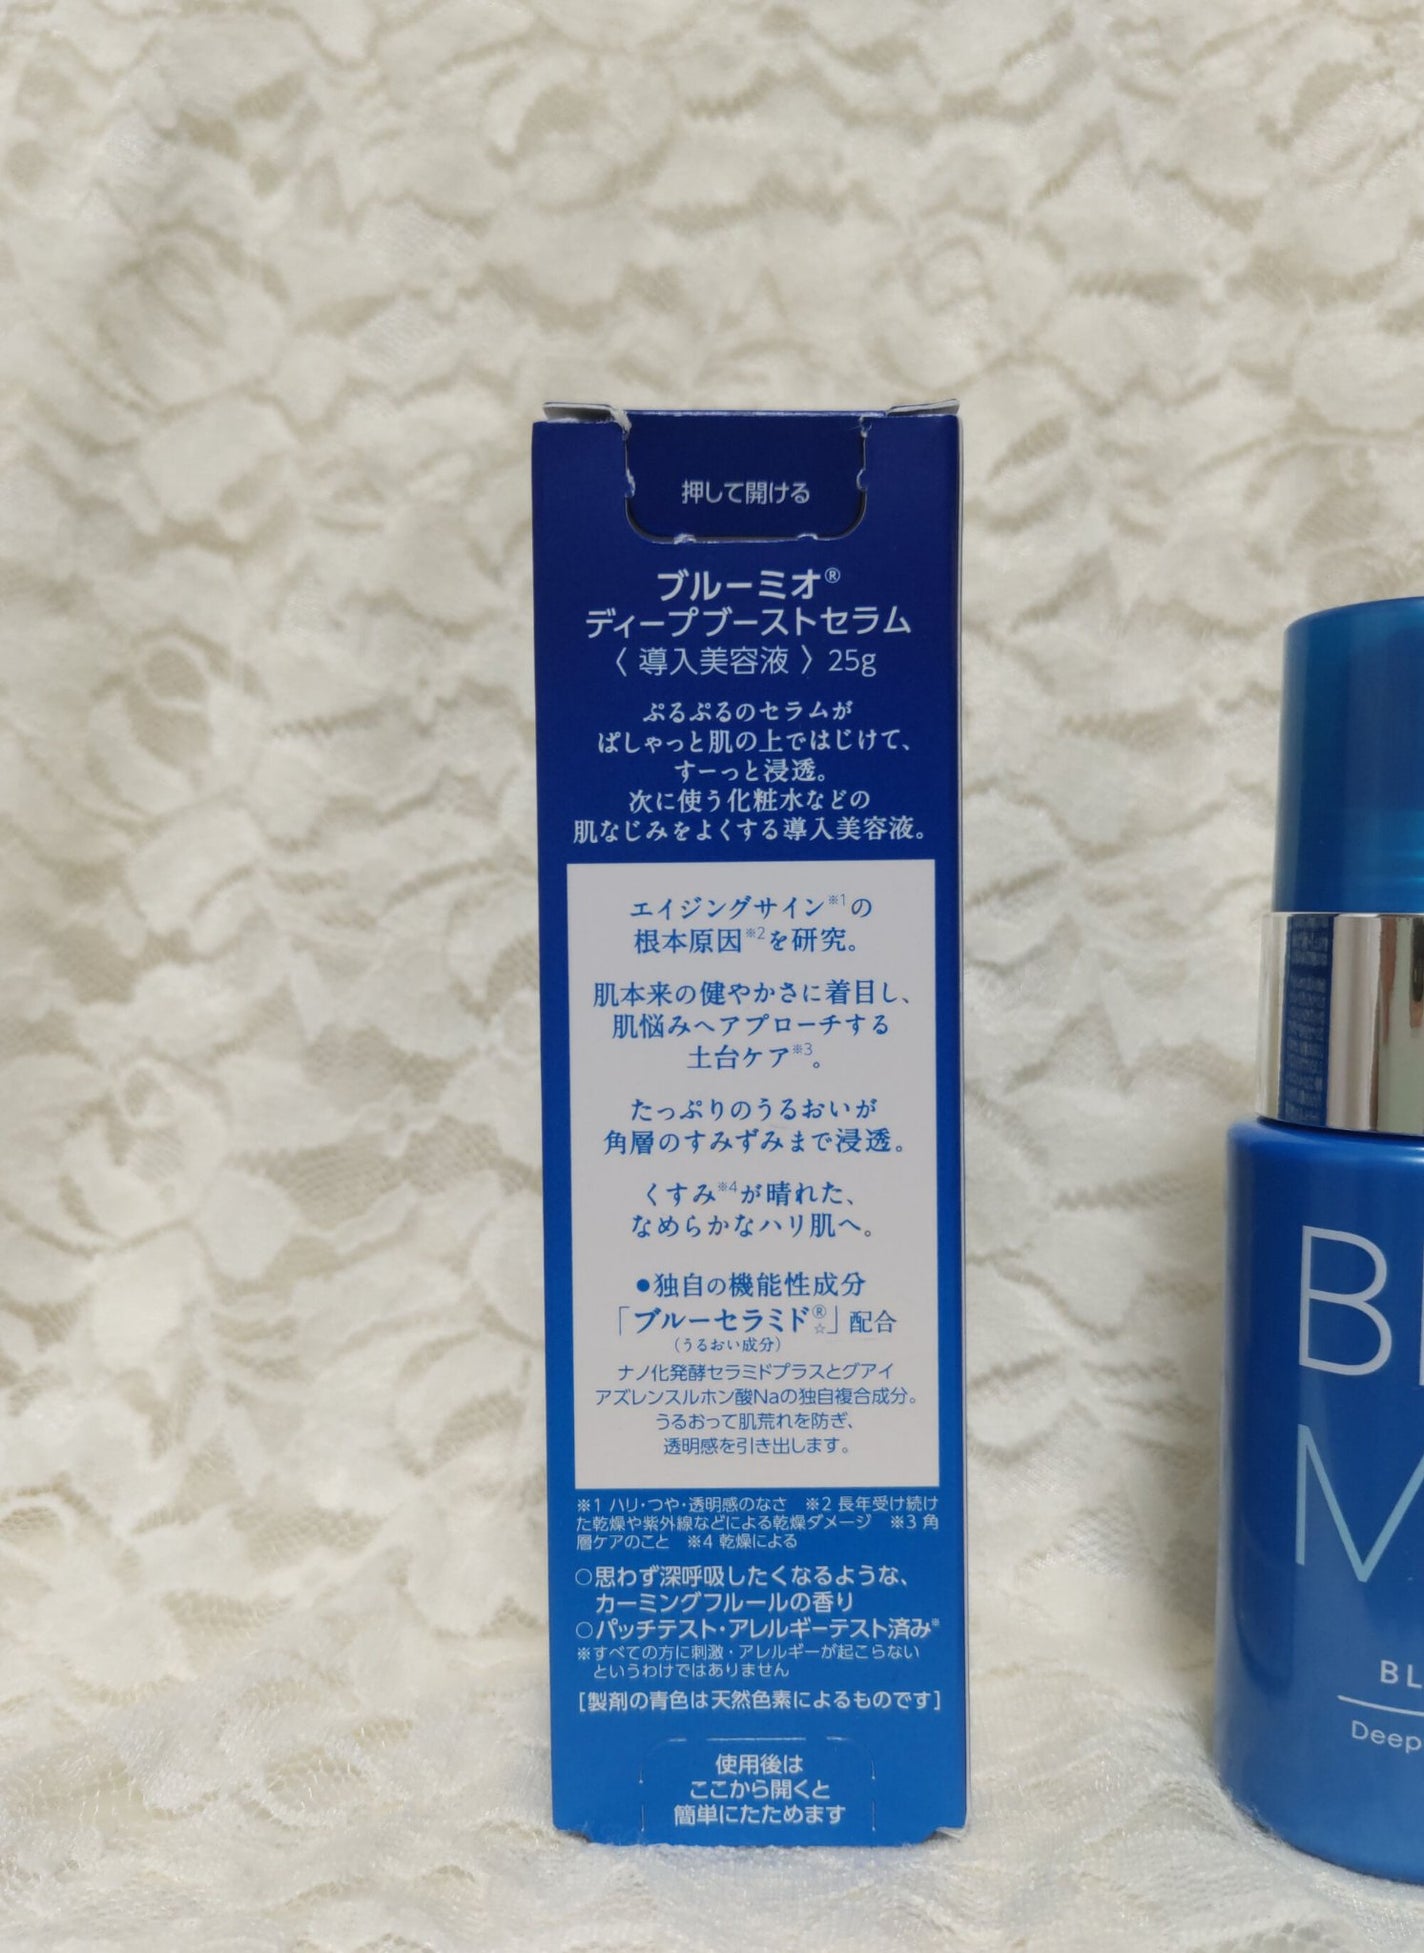 押して開ける
ブルーミオ®
ディープブーストセラム
〈 導入美容液 〉 25g
ぷるぷるのセラムが
ぱしゃっと肌の上ではじけて、
すーっと浸透。
次に使う化粧水などの
肌なじみをよくする導入美容液。
エイジングサイン※1の
根本原因※2を研究。
肌本来の健やかさに着目し、
肌悩みへアプローチする
土台ケア※3。
たっぷりのうるおいが
角層のすみずみまで浸透。
くすみ※4が晴れた、
なめらかなハリ肌へ。
●独自の機能性成分
「ブルーセラミド®☆」配合
(うるおい成分)
ナノ化発酵セラミドプラスとグアイ
アズレンスルホン酸Naの独自複合成分。
うるおって肌荒れを防ぎ、
透明感を引き出します。
※1 ハリ・つや・透明感のなさ ※2 長年受け続け
た乾燥や紫外線などによる乾燥ダメージ ※3 角
層ケアのこと ※4 乾燥による
○思わず深呼吸したくなるような、
カーミングフルールの香り
○パッチテスト・アレルギーテスト済み※
※すべての方に刺激・アレルギーが起こらない
というわけではありません
[製剤の青色は天然色素によるものです]
使用後は
ここから開くと
簡単にたためます
B
M
BL
Deep